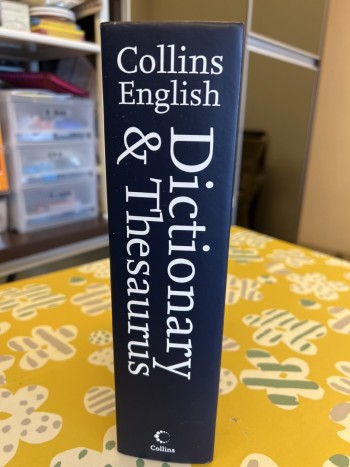 Collins
English
Dictionary
& Thesaurus
Collins